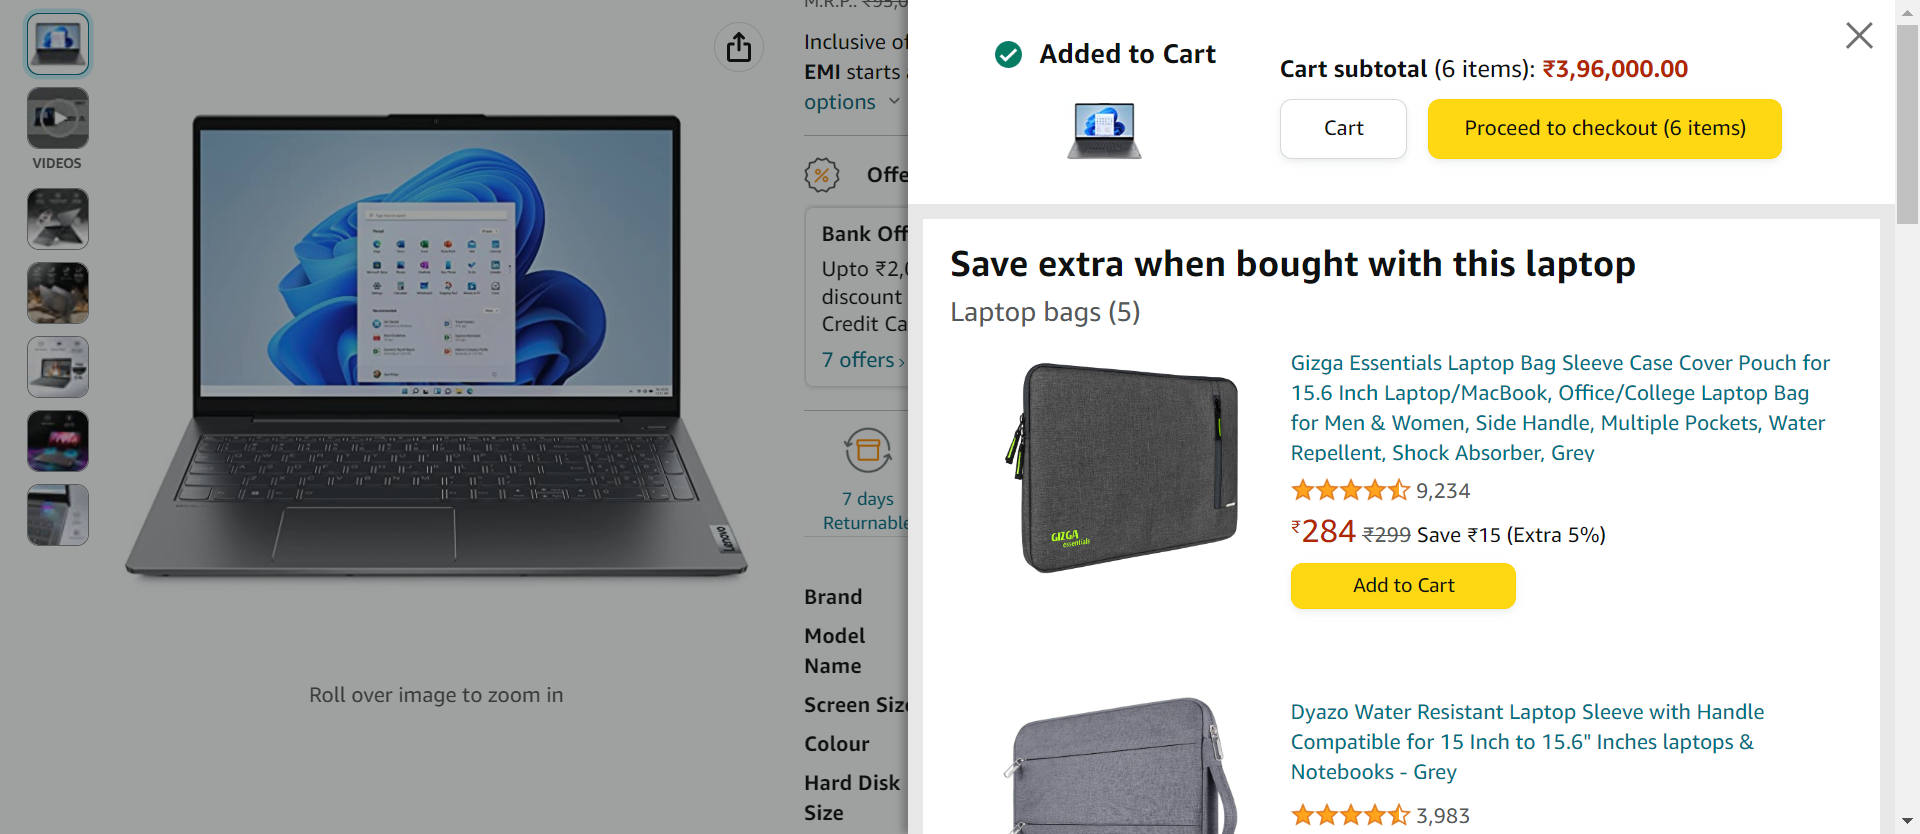 M.R.P.: ₹95,0
Inclusive of
EMI starts
options
VIDEOS
Offe
Bank Off
Upto ₹2,0
discount
Credit Ca
7 offers ›
7 days
Returnable
Brand
Model
Name
Screen Size
Colour
Hard Disk
Size
Lenovo
Roll over image to zoom in
Added to Cart
Cart subtotal (6 items): ₹3,96,000.00
Cart
Proceed to checkout (6 items)
Save extra when bought with this laptop
Laptop bags (5)
GIZGA
essentials
Gizga Essentials Laptop Bag Sleeve Case Cover Pouch for
15.6 Inch Laptop/MacBook, Office/College Laptop Bag
for Men & Women, Side Handle, Multiple Pockets, Water
Repellent, Shock Absorber, Grey
9,234
₹284 ₹299 Save ₹15 (Extra 5%)
Add to Cart
Dyazo Water Resistant Laptop Sleeve with Handle
Compatible for 15 Inch to 15.6" Inches laptops &
Notebooks - Grey
3,983